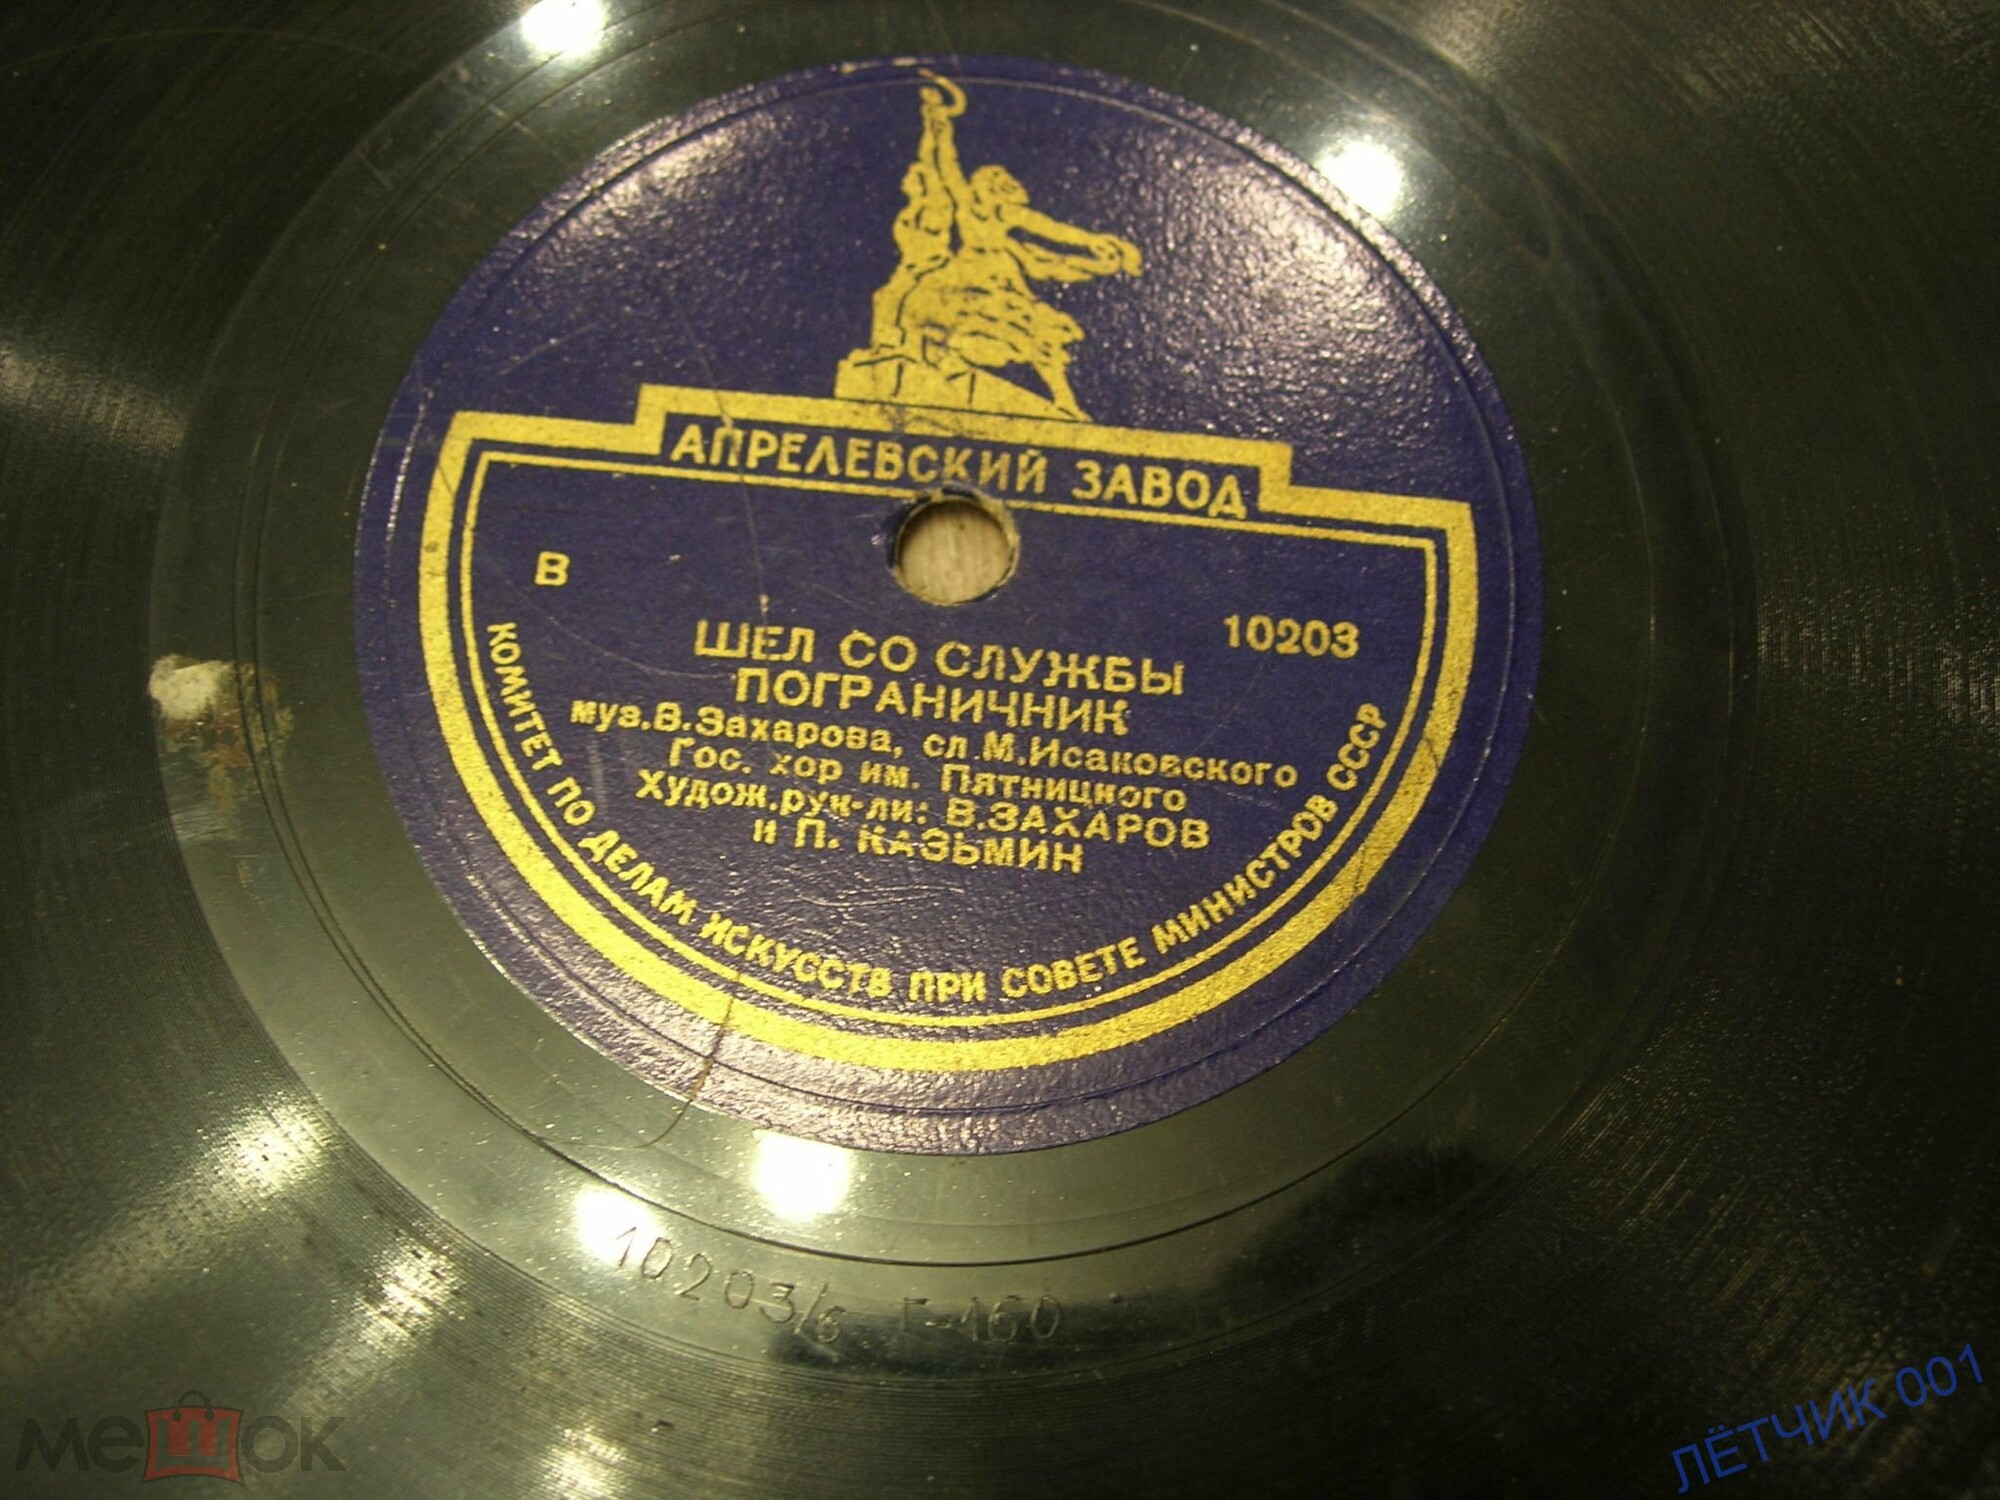 АПРЕЛЕВСКИЙ ЗАВОД
В
10203
ШЕЛ СО СЛУЖБЫ
ПОГРАНИЧНИК
муз.В.Захарова, сл.М.Исаковского
Гос. хор им. Пятницкого
Худож.рук-ли: В.ЗАХАРОВ
и П. КАЗЬМИН
КОМИТЕТ ПО ДЕЛАМ ИСКУССТВ ПРИ СОВЕТЕ МИНИСТРОВ СССР
10203/6 Г-160
мешок
ЛЁТЧИК 001